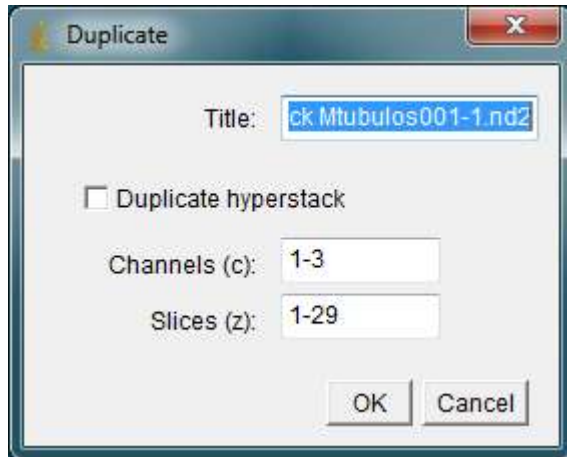 Duplicate
Title: ck Mtubulos001-1.nd2
Duplicate hyperstack
Channels (c): 1-3
Slices (z): 1-29
OK Cancel